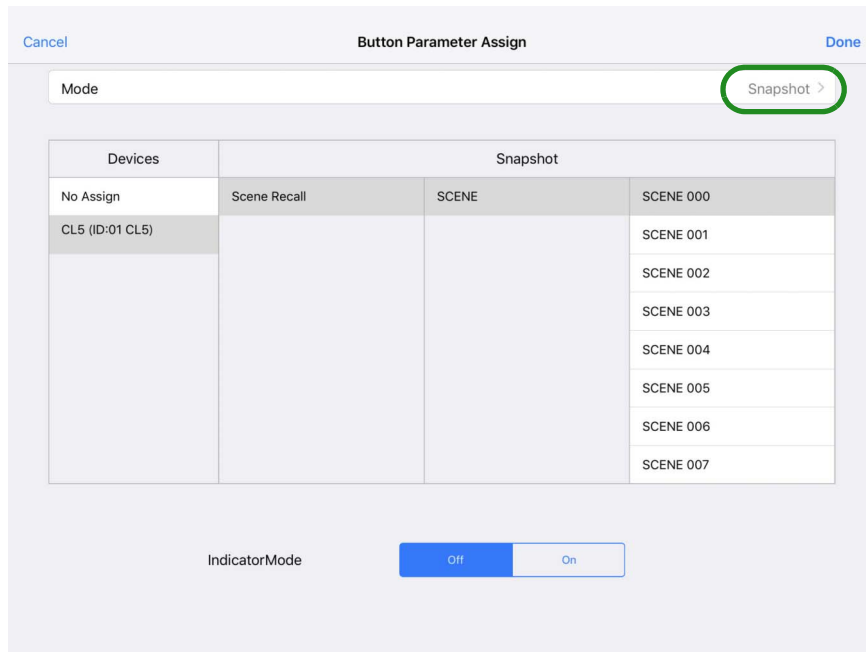 Cancel Button Parameter Assign Done
Mode Snapshot >
Devices Snapshot
No Assign Scene Recall SCENE SCENE 000
CL5 (ID:01 CL5) SCENE 001
SCENE 002
SCENE 003
SCENE 004
SCENE 005
SCENE 006
SCENE 007
IndicatorMode Off On